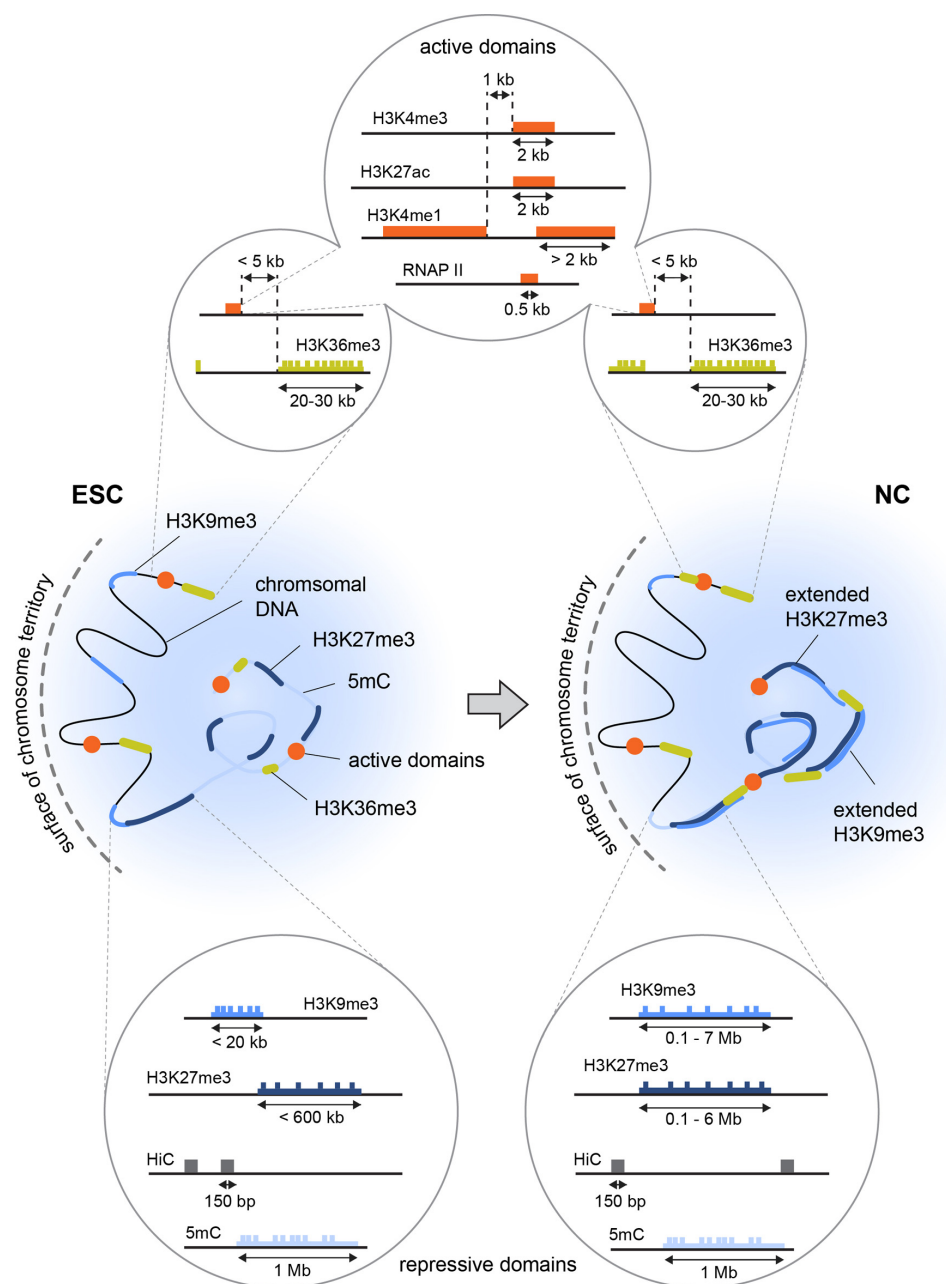 active domains
1 kb
H3K4me3
2 kb
H3K27ac
2 kb
H3K4me1
> 2 kb
RNAP II
0.5 kb
< 5 kb
H3K36me3
20-30 kb
< 5 kb
H3K36me3
20-30 kb
ESC
NC
H3K9me3
chromsomal
DNA
H3K27me3
5mC
active domains
H3K36me3
surface of chromosome territory
extended
H3K27me3
extended
H3K9me3
surface of chromosome territory
H3K9me3
< 20 kb
H3K27me3
< 600 kb
HiC
150 bp
5mC
1 Mb
H3K9me3
0.1 - 7 Mb
H3K27me3
0.1 - 6 Mb
HiC
150 bp
5mC
1 Mb
repressive domains